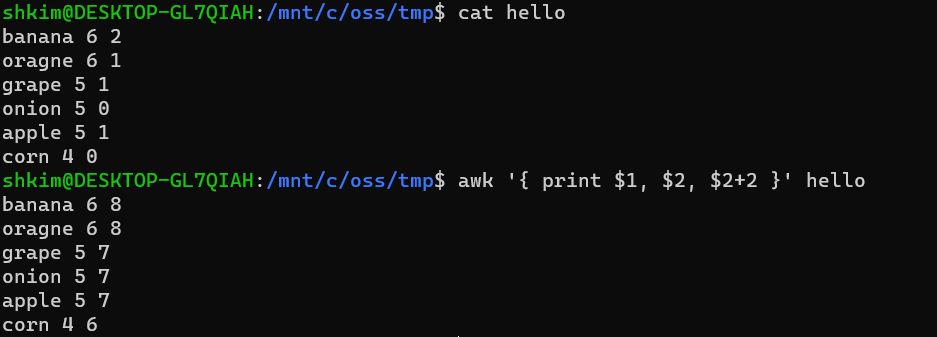 shkim@DESKTOP-GL7QIAH:/mnt/c/oss/tmp$ cat hello
banana 6 2
oragne 6 1
grape 5 1
onion 5 0
apple 5 1
corn 4 0
shkim@DESKTOP-GL7QIAH:/mnt/c/oss/tmp$ awk '{ print $1, $2, $2+2 }' hello
banana 6 8
oragne 6 8
grape 5 7
onion 5 7
apple 5 7
corn 4 6